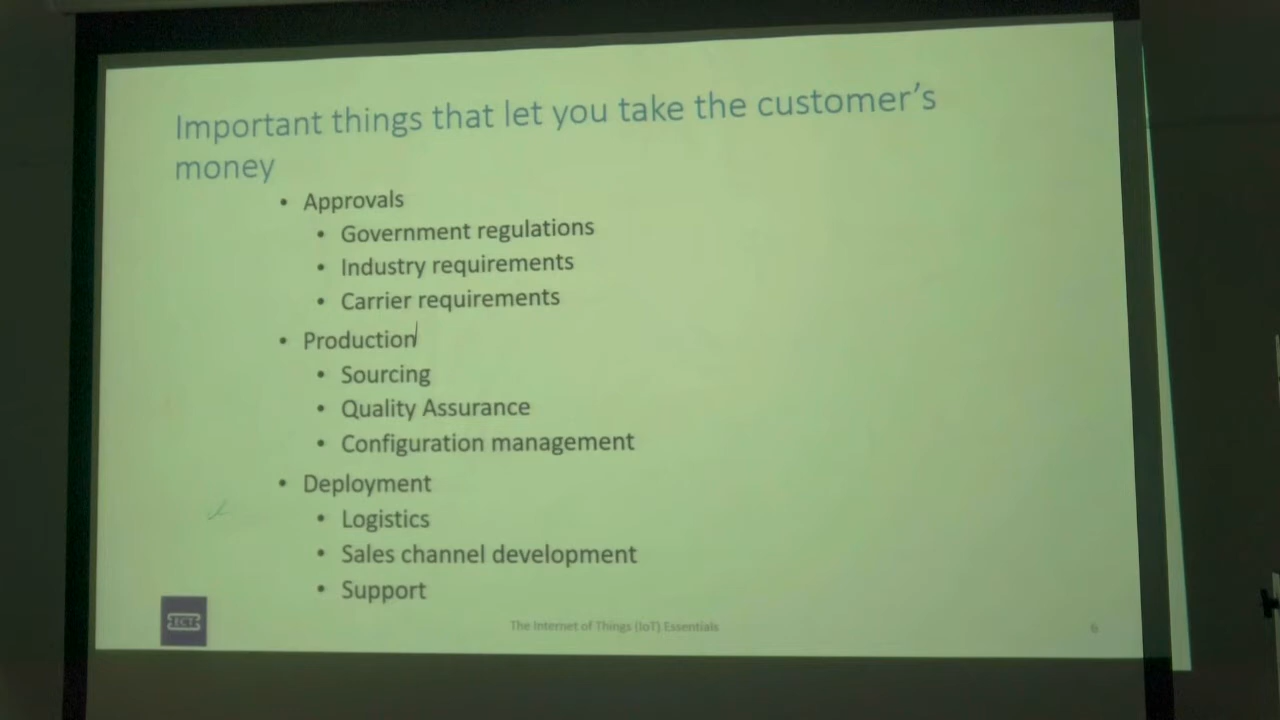 Important things that let you take the customer's
money
• Approvals
• Government regulations
• Industry requirements
• Carrier requirements
• Production
• Sourcing
• Quality Assurance
• Configuration management
• Deployment
• Logistics
• Sales channel development
• Support
ICT
The Internet of Things (IoT) Essentials
6